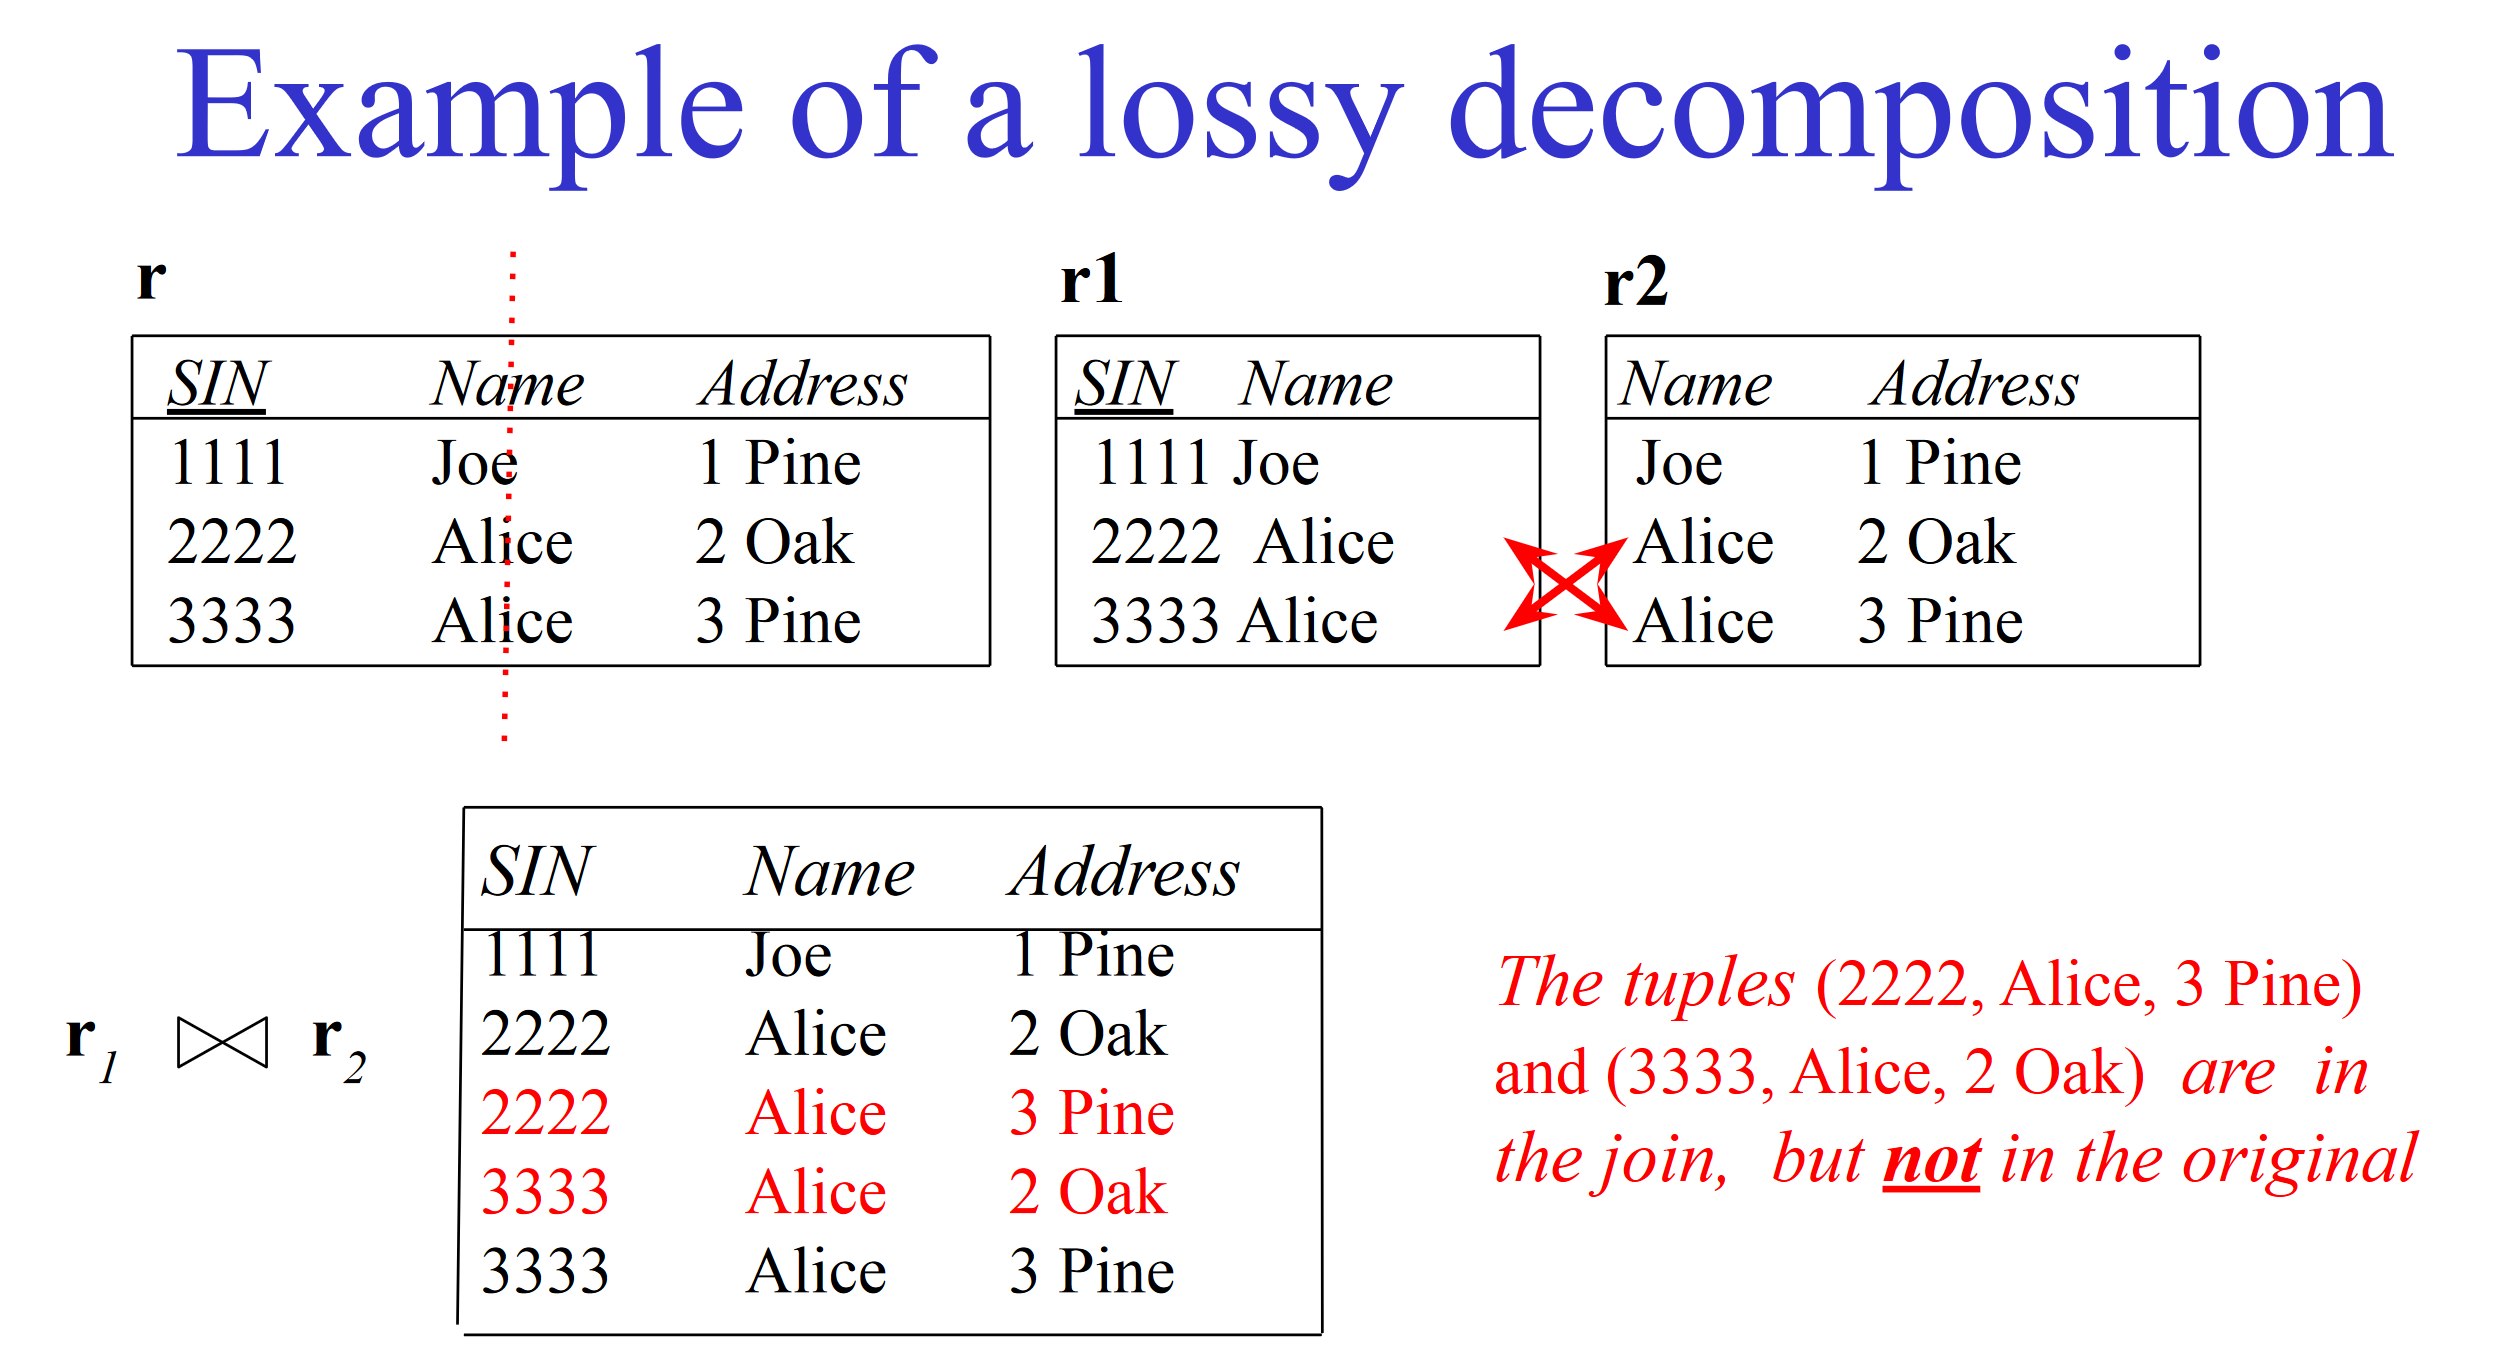 Example of a lossy decomposition
r
SIN Name Address
1111 Joe 1 Pine
2222 Alice 2 Oak
3333 Alice 3 Pine
r1
SIN Name
1111 Joe
2222 Alice
3333 Alice
r2
Name Address
Joe 1 Pine
Alice 2 Oak
Alice 3 Pine
r1 ⋈ r2
SIN Name Address
1111 Joe 1 Pine
2222 Alice 2 Oak
2222 Alice 3 Pine
3333 Alice 2 Oak
3333 Alice 3 Pine
The tuples (2222, Alice, 3 Pine)
and (3333, Alice, 2 Oak) are in
the join, but not in the original